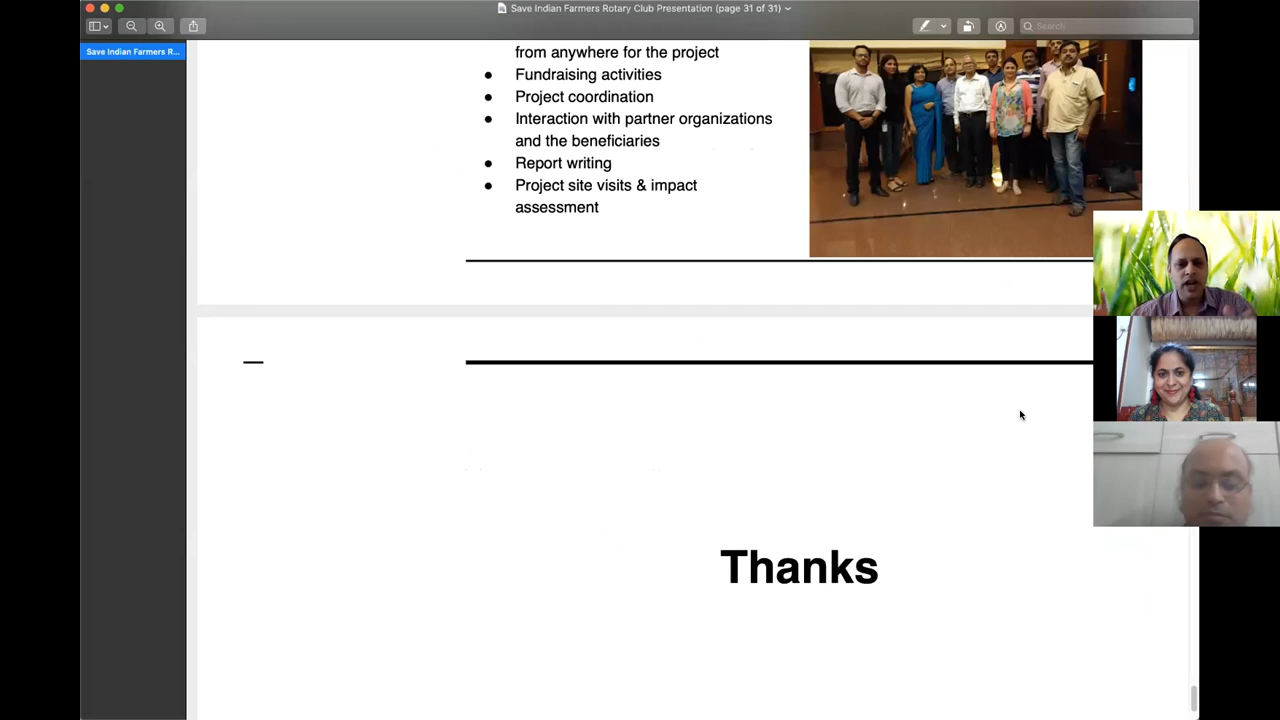 Save Indian Farmers Rotary Club Presentation (page 31 of 31)
Search
Save Indian Farmers R...
from anywhere for the project
● Fundraising activities
● Project coordination
● Interaction with partner organizations
and the beneficiaries
● Report writing
● Project site visits & impact
assessment
Thanks